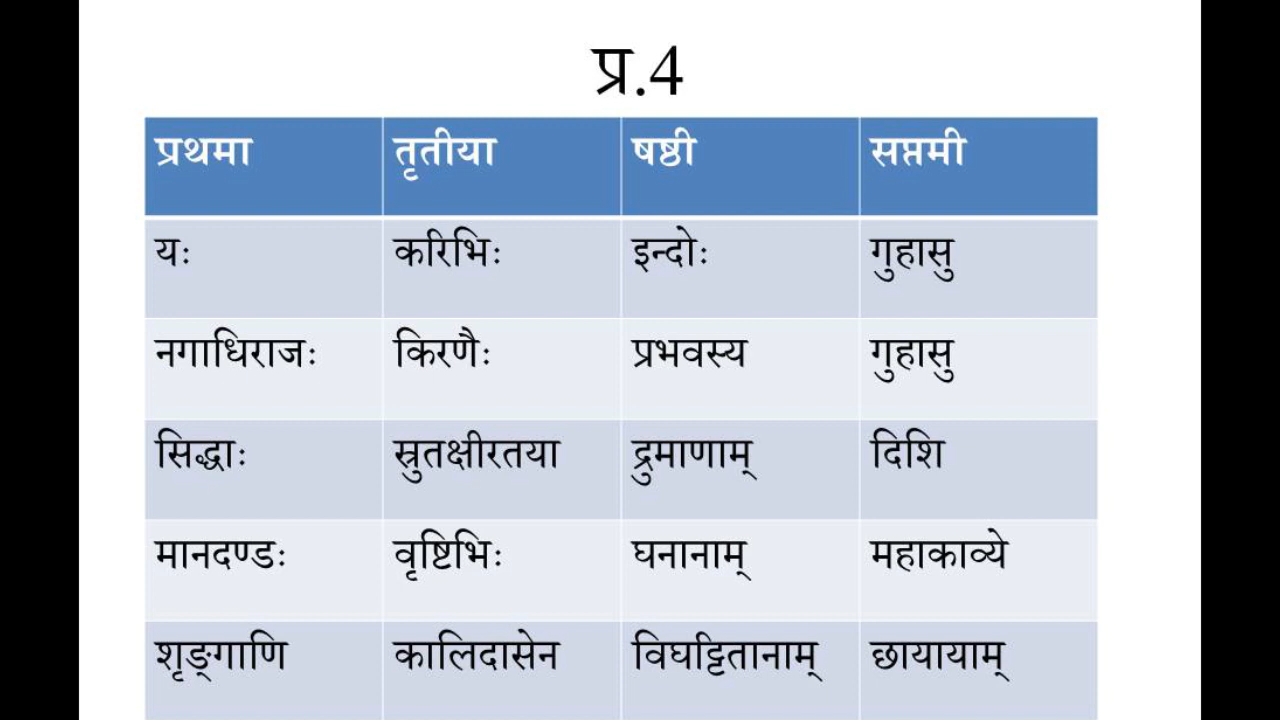 प्र.4
प्रथमा तृतीया षष्ठी सप्तमी
यः करिभिः इन्दोः गुहासु
नगाधिराजः किरणैः प्रभवस्य गुहासु
सिद्धाः स्रुतक्षीरतया द्रुमाणाम् दिशि
मानदण्डः वृष्टिभिः घनानाम् महाकाव्ये
शृङ्गाणि कालिदासेन विघट्टितानाम् छायायाम्